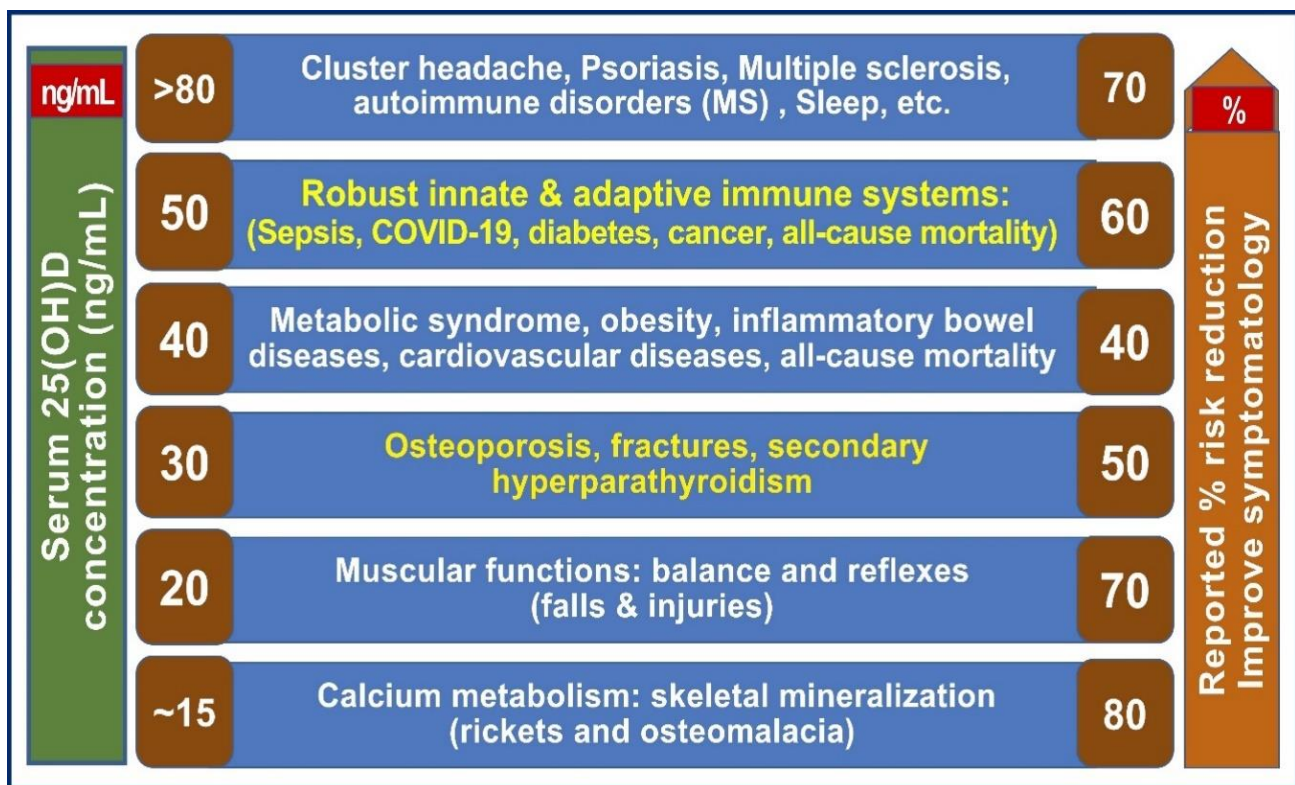 ng/mL
Serum 25(OH)D
concentration (ng/mL)
>80
Cluster headache, Psoriasis, Multiple sclerosis,
autoimmune disorders (MS) , Sleep, etc.
70
50
Robust innate & adaptive immune systems:
(Sepsis, COVID-19, diabetes, cancer, all-cause mortality)
60
40
Metabolic syndrome, obesity, inflammatory bowel
diseases, cardiovascular diseases, all-cause mortality
40
30
Osteoporosis, fractures, secondary
hyperparathyroidism
50
20
Muscular functions: balance and reflexes
(falls & injuries)
70
~15
Calcium metabolism: skeletal mineralization
(rickets and osteomalacia)
80
%
Reported % risk reduction
Improve symptomatology